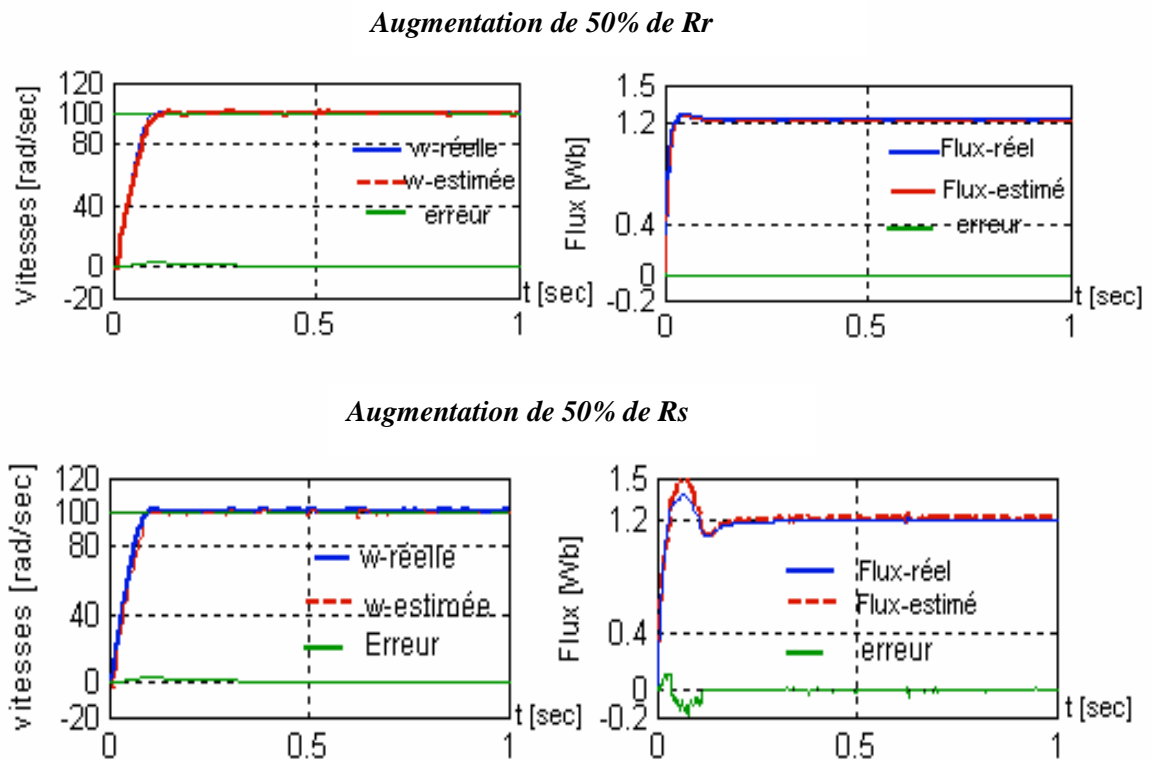 Augmentation de 50% de Rr
Vitesses [rad/sec]
120
100
80
40
0
-20
w-réelle
w-estimée
erreur
t [sec]
0
0.5
1
Flux [Wb]
1.5
1.2
0.4
0
-0.2
Flux-réel
Flux-estimé
erreur
t [sec]
0
0.5
1
Augmentation de 50% de Rs
vitesses [rad/sec]
120
100
80
40
0
-20
w-réelle
w-estimée
Erreur
t [sec]
0
0.5
1
Flux [Wb]
1.5
1.2
0.4
0
-0.2
Flux-réel
Flux-estimé
erreur
t [sec]
0
0.5
1